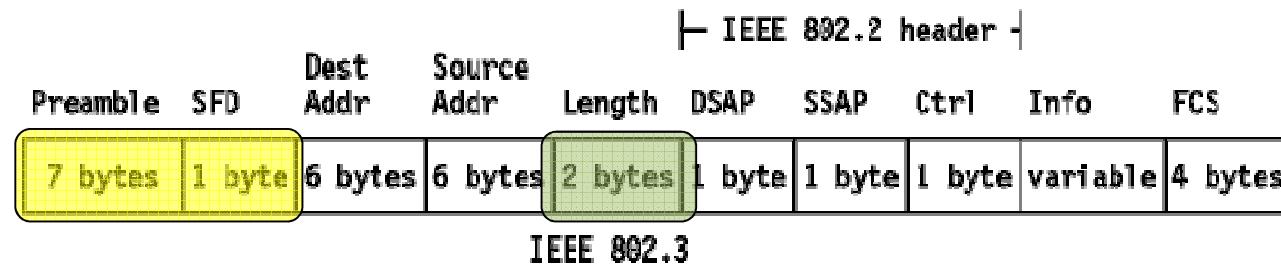 IEEE 802.2 header
Dest Source
Preamble SFD Addr Addr Length DSAP SSAP Ctrl Info FCS
7 bytes 1 byte 6 bytes 6 bytes 2 bytes 1 byte 1 byte 1 byte variable 4 bytes
IEEE 802.3